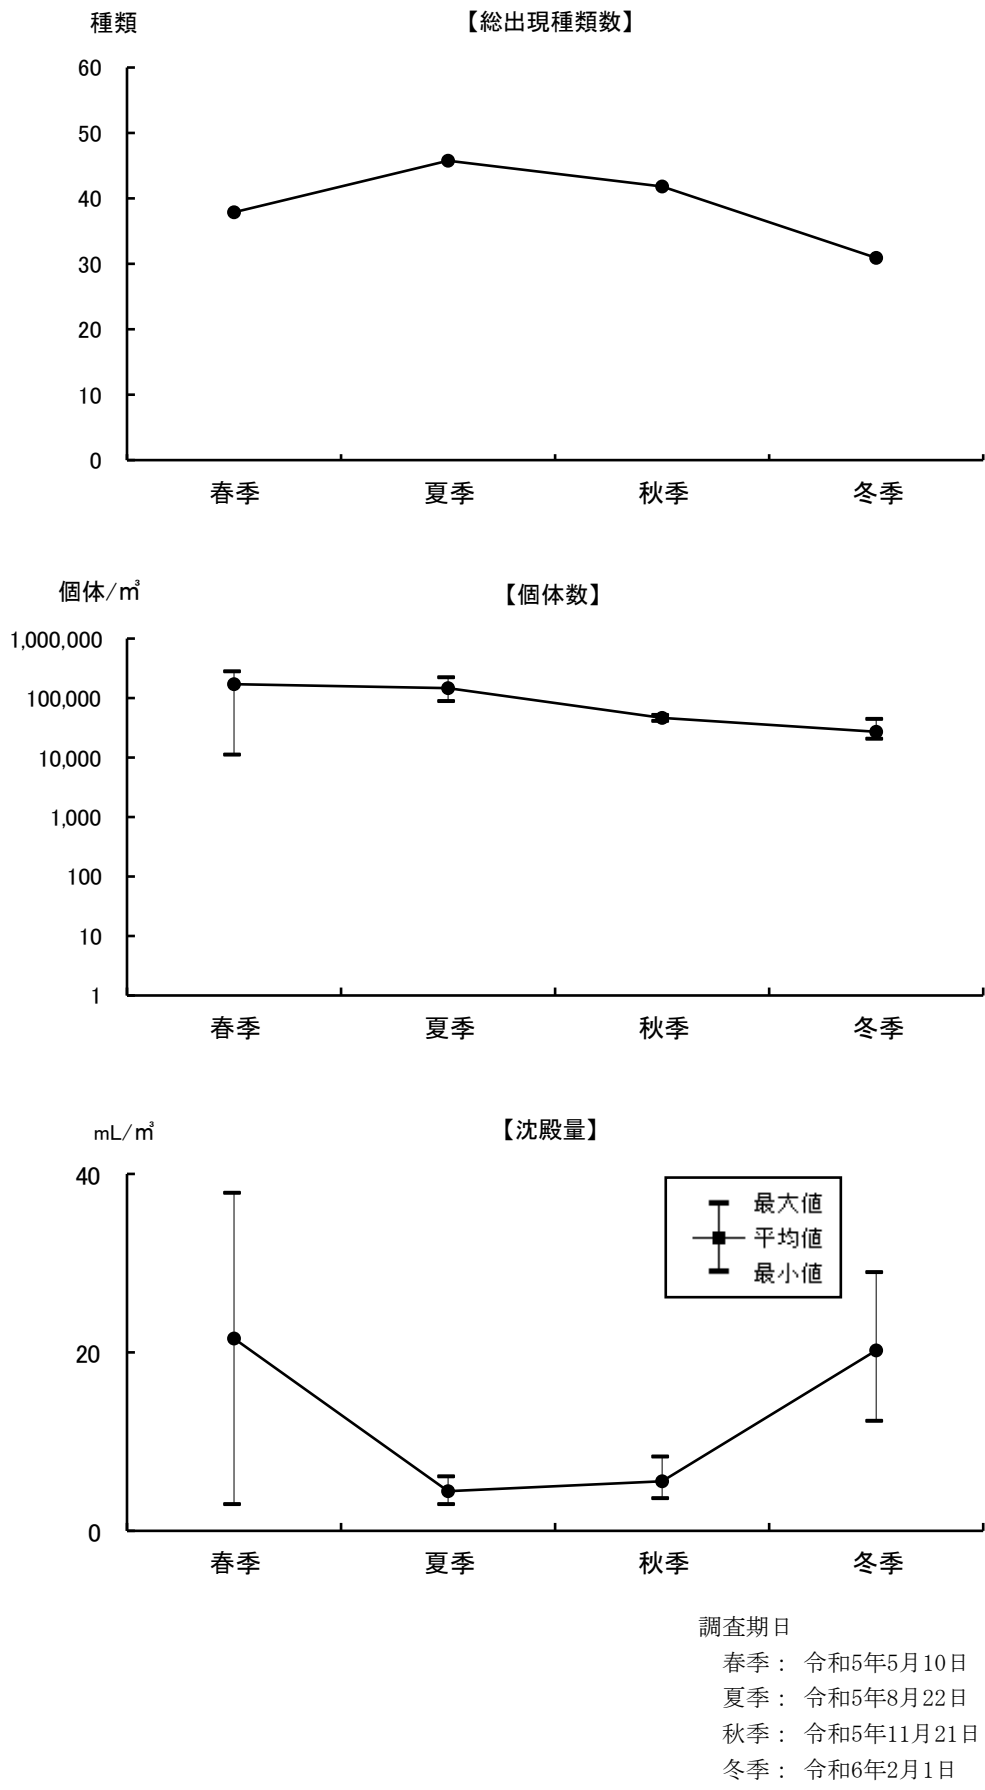 種類
【総出現種類数】
60
50
40
30
20
10
0
春季 夏季 秋季 冬季
個体/㎥
【個体数】
1,000,000
100,000
10,000
1,000
100
10
1
春季 夏季 秋季 冬季
mL/㎥
【沈殿量】
40
20
0
最大値
平均値
最小値
春季 夏季 秋季 冬季
調査期日
春季： 令和5年5月10日
夏季： 令和5年8月22日
秋季： 令和5年11月21日
冬季： 令和6年2月1日